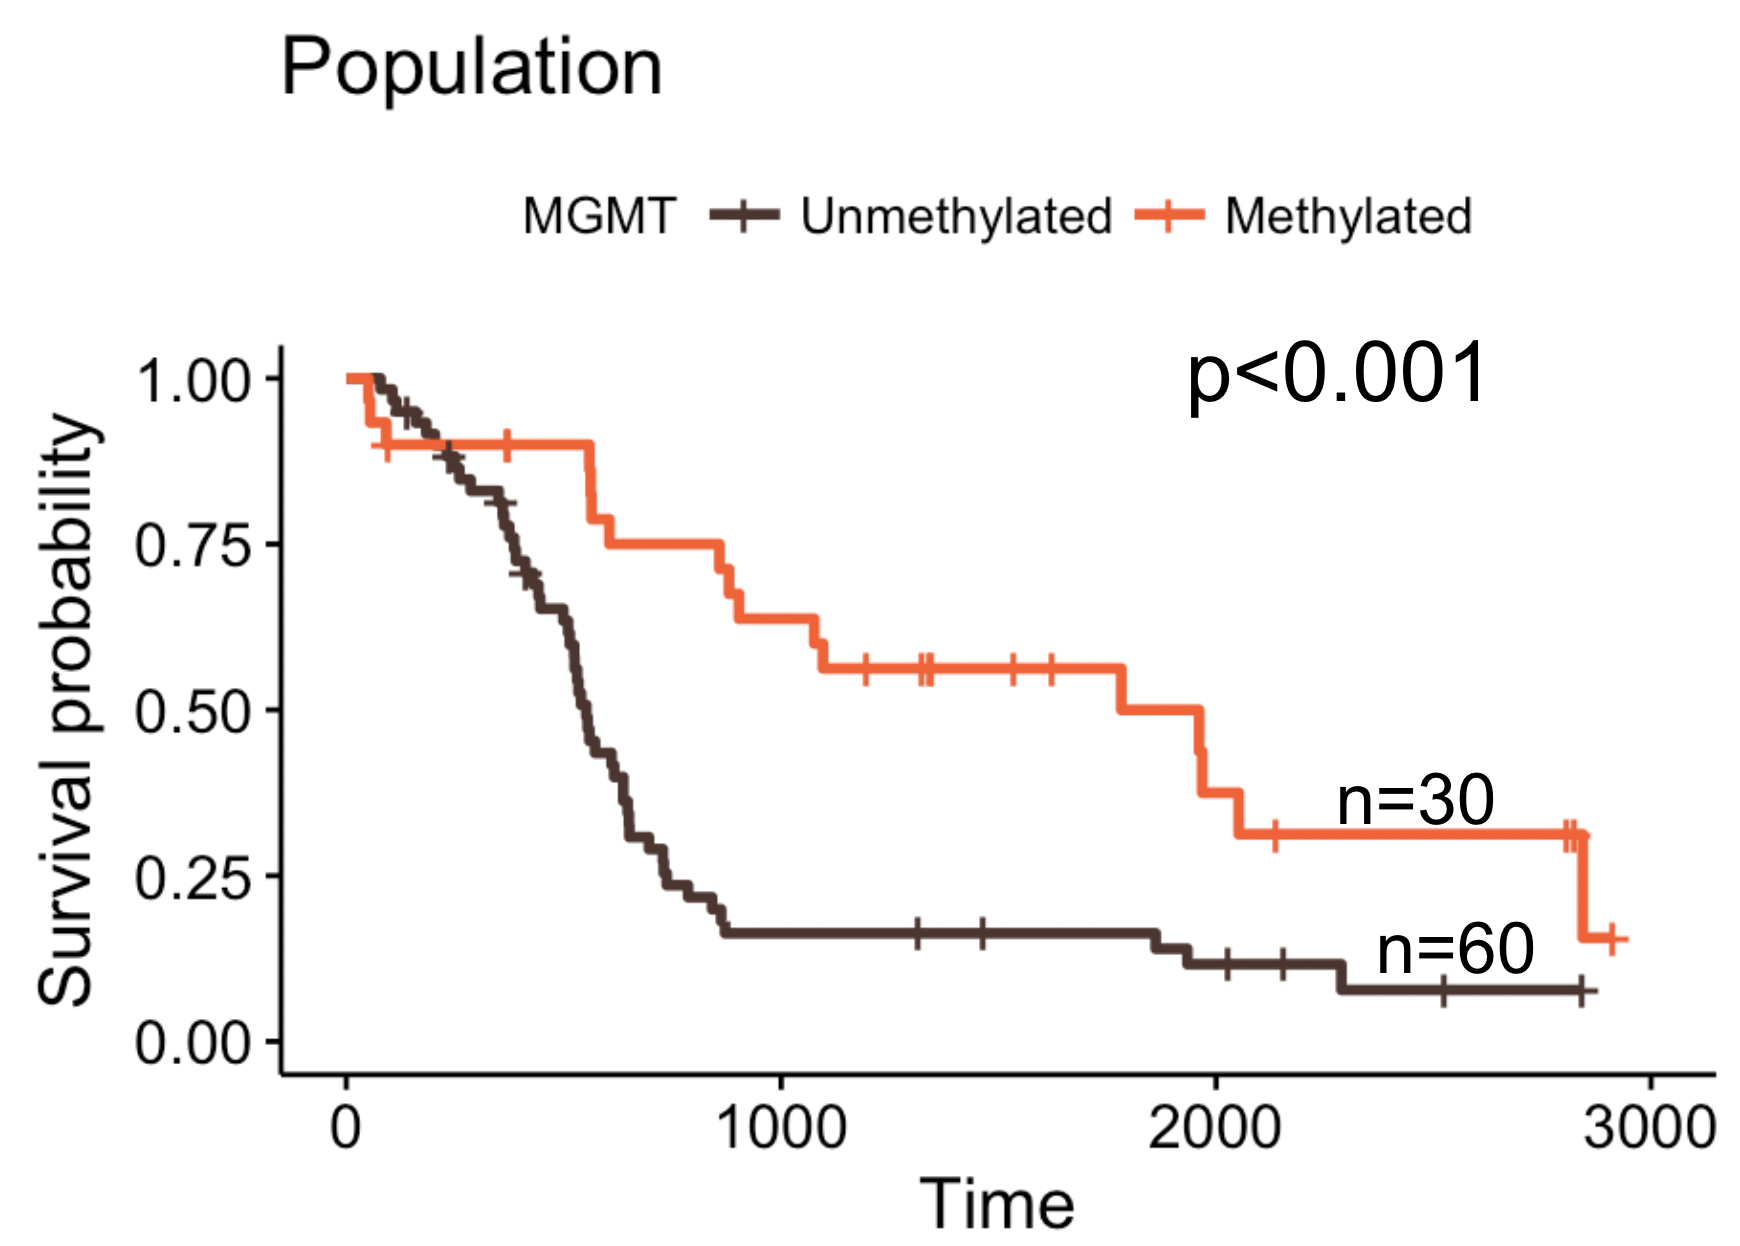 Population
MGMT Unmethylated Methylated
p<0.001
1.00
0.75
0.50
0.25
0.00
Survival probability
n=30
n=60
0 1000 2000 3000
Time